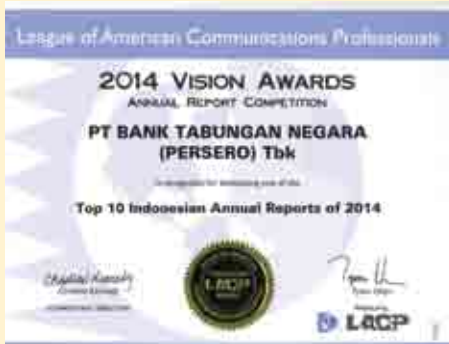 League of American Communications Professionals
2014 VISION AWARDS
ANNUAL REPORT COMPETITION
PT BANK TABUNGAN NEGARA
(PERSERO) Tbk
Top 10 Indonesian Annual Reports of 2014
LACP
LACP